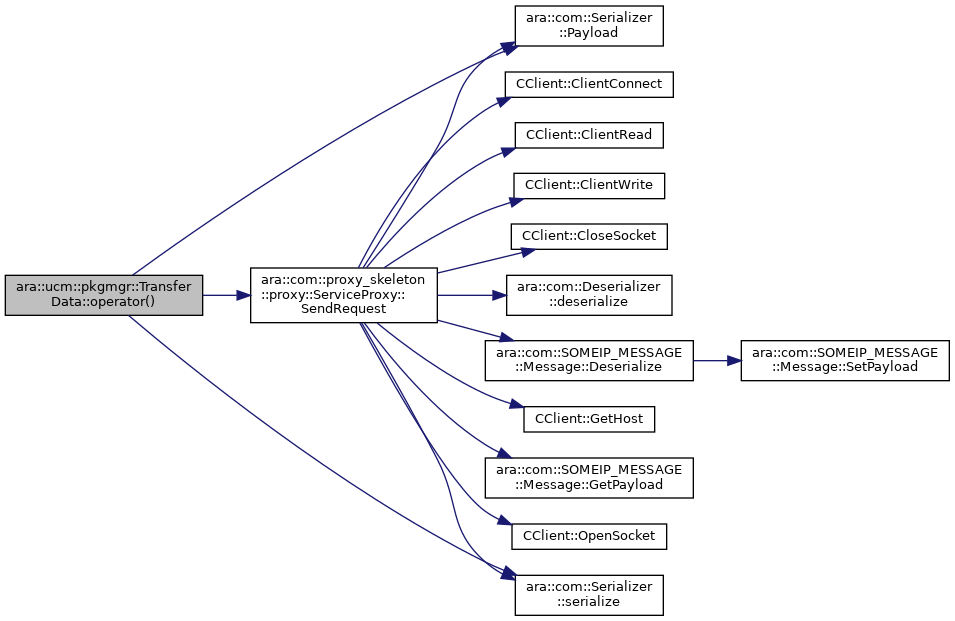 ara::com::Serializer
::Payload
CClient::ClientConnect
CClient::ClientRead
CClient::ClientWrite
CClient::CloseSocket
ara::ucm::pkgmgr::Transfer
Data::operator()
ara::com::proxy_skeleton
::proxy::ServiceProxy::
SendRequest
ara::com::Deserializer
::deserialize
ara::com::SOMEIP_MESSAGE
::Message::Deserialize
ara::com::SOMEIP_MESSAGE
::Message::SetPayload
CClient::GetHost
ara::com::SOMEIP_MESSAGE
::Message::GetPayload
CClient::OpenSocket
ara::com::Serializer
::serialize